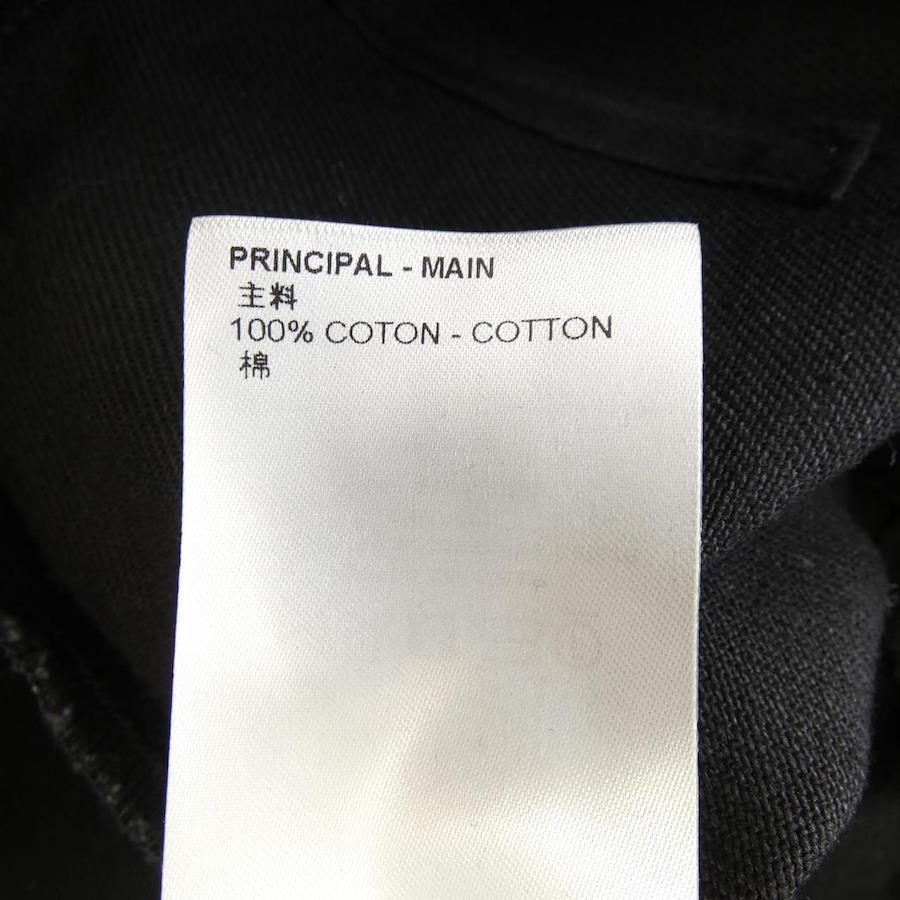 PRINCIPAL - MAIN
主料
100% COTON - COTTON
棉